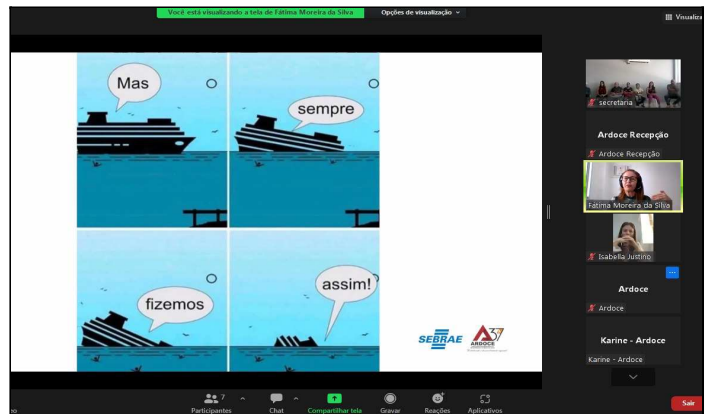 Você está visualizando a tela de Fátima Moreira da Silva
Opções de visualização
Visualiza
Mas
sempre
fizemos
assim!
SEBRAE
37
ARDOCE
secretaria
Ardoce Recepção
Ardoce Recepção
Fátima Moreira da Silva
Isabella Justino
Ardoce
Ardoce
Karine - Ardoce
Karine - Ardoce
7
Participantes
Chat
Compartilhar tela
Gravar
Reações
Aplicativos
Sair